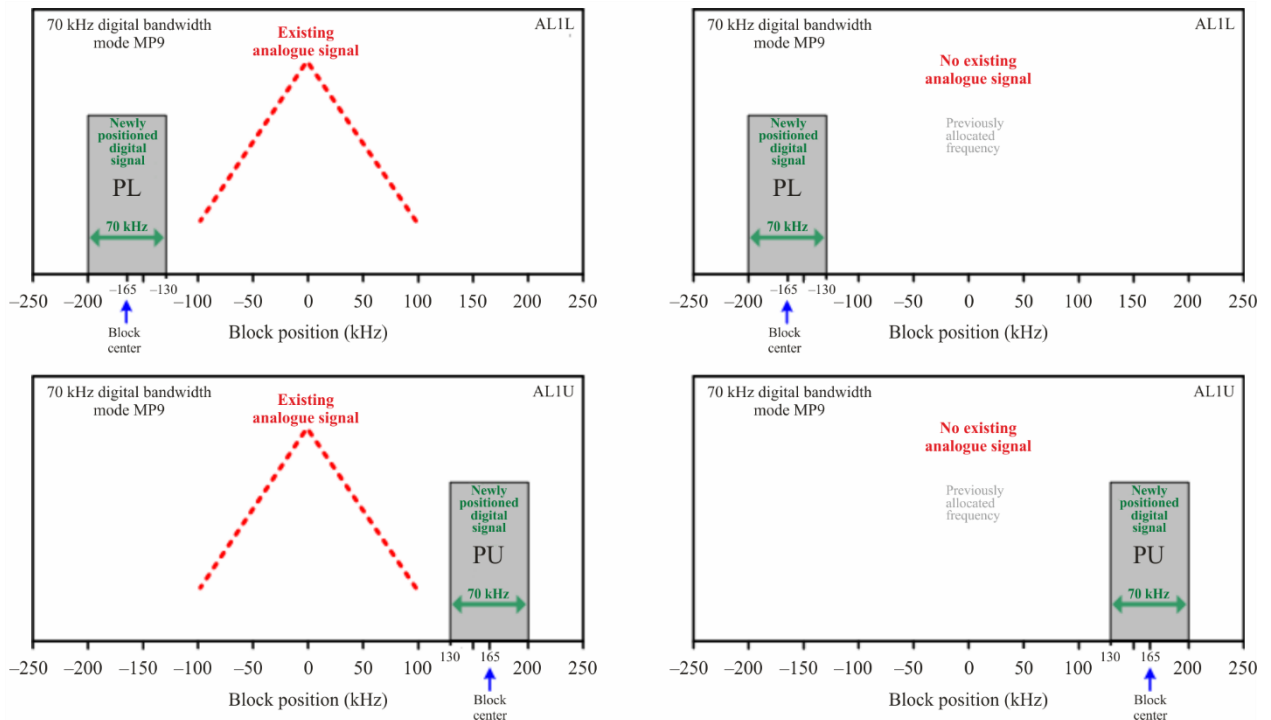 70 kHz digital bandwidth
mode MP9
AL1L
Existing
analogue signal
Newly
positioned
digital
signal
PL
70 kHz
–250 –200 –150 –100 –50 0 50 100 150 200 250
–165 –130
Block position (kHz)
Block
center
70 kHz digital bandwidth
mode MP9
AL1L
No existing
analogue signal
Previously
allocated
frequency
Newly
positioned
digital
signal
PL
70 kHz
–250 –200 –150 –100 –50 0 50 100 150 200 250
–165 –130
Block position (kHz)
Block
center
70 kHz digital bandwidth
mode MP9
AL1U
Existing
analogue signal
Newly
positioned
digital
signal
PU
70 kHz
130 165
–250 –200 –150 –100 –50 0 50 100 150 200 250
Block position (kHz)
Block
center
70 kHz digital bandwidth
mode MP9
AL1U
No existing
analogue signal
Previously
allocated
frequency
Newly
positioned
digital
signal
PU
70 kHz
130 165
–250 –200 –150 –100 –50 0 50 100 150 200 250
Block position (kHz)
Block
center